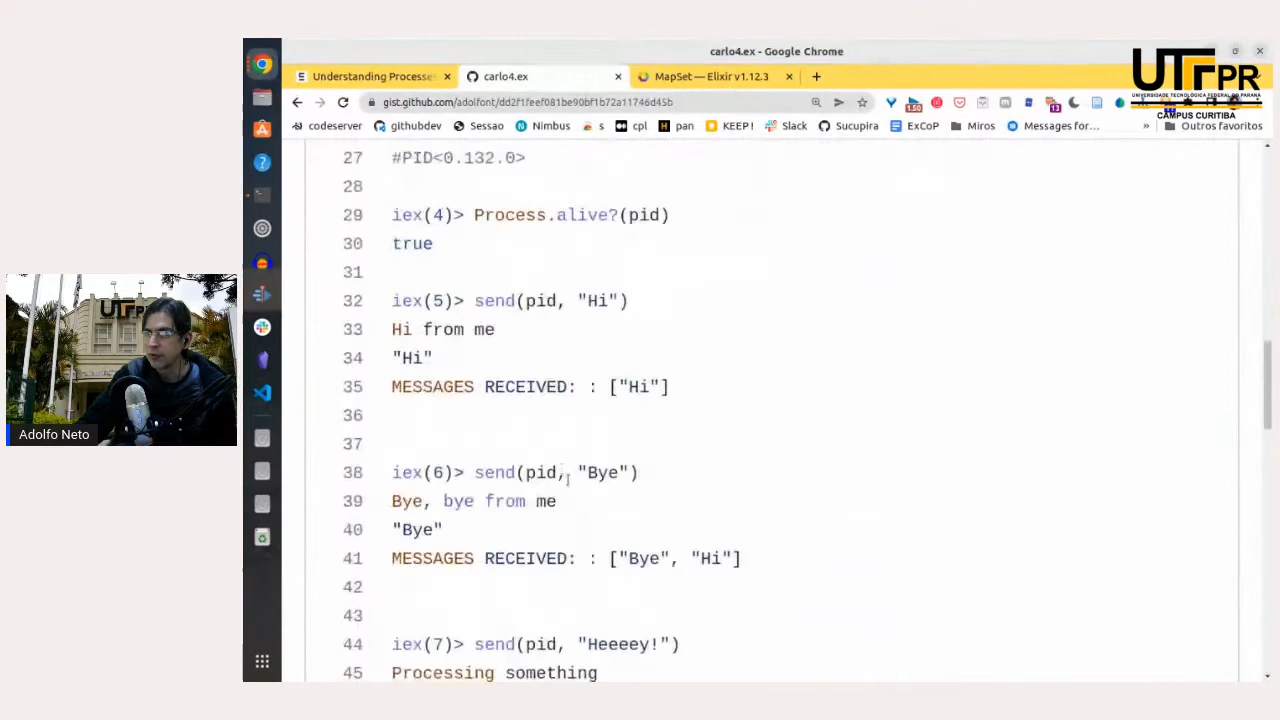 carlo4.ex - Google Chrome
Understanding Processes
carlo4.ex
MapSet — Elixir v1.12.3
gist.github.com/adolfont/dd2f1feef081be90bf1b72a11746d45b
1.50
13
codeserver
githubdev
Sessao
Nimbus
s
cpl
pan
KEEP!
Slack
Sucupira
ExCoP
Miros
Messages for...
»
Outros favoritos
UTFPR
UNIVERSIDADE TECNOLÓGICA FEDERAL DO PARANÁ
CÂMPUS CURITIBA
27 #PID<0.132.0>
28
29 iex(4)> Process.alive?(pid)
30 true
31
32 iex(5)> send(pid, "Hi")
33 Hi from me
34 "Hi"
35 MESSAGES RECEIVED: : ["Hi"]
36
37
38 iex(6)> send(pid, "Bye")
39 Bye, bye from me
40 "Bye"
41 MESSAGES RECEIVED: : ["Bye", "Hi"]
42
43
44 iex(7)> send(pid, "Heeeey!")
45 Processing something
UTFPR
Adolfo Neto